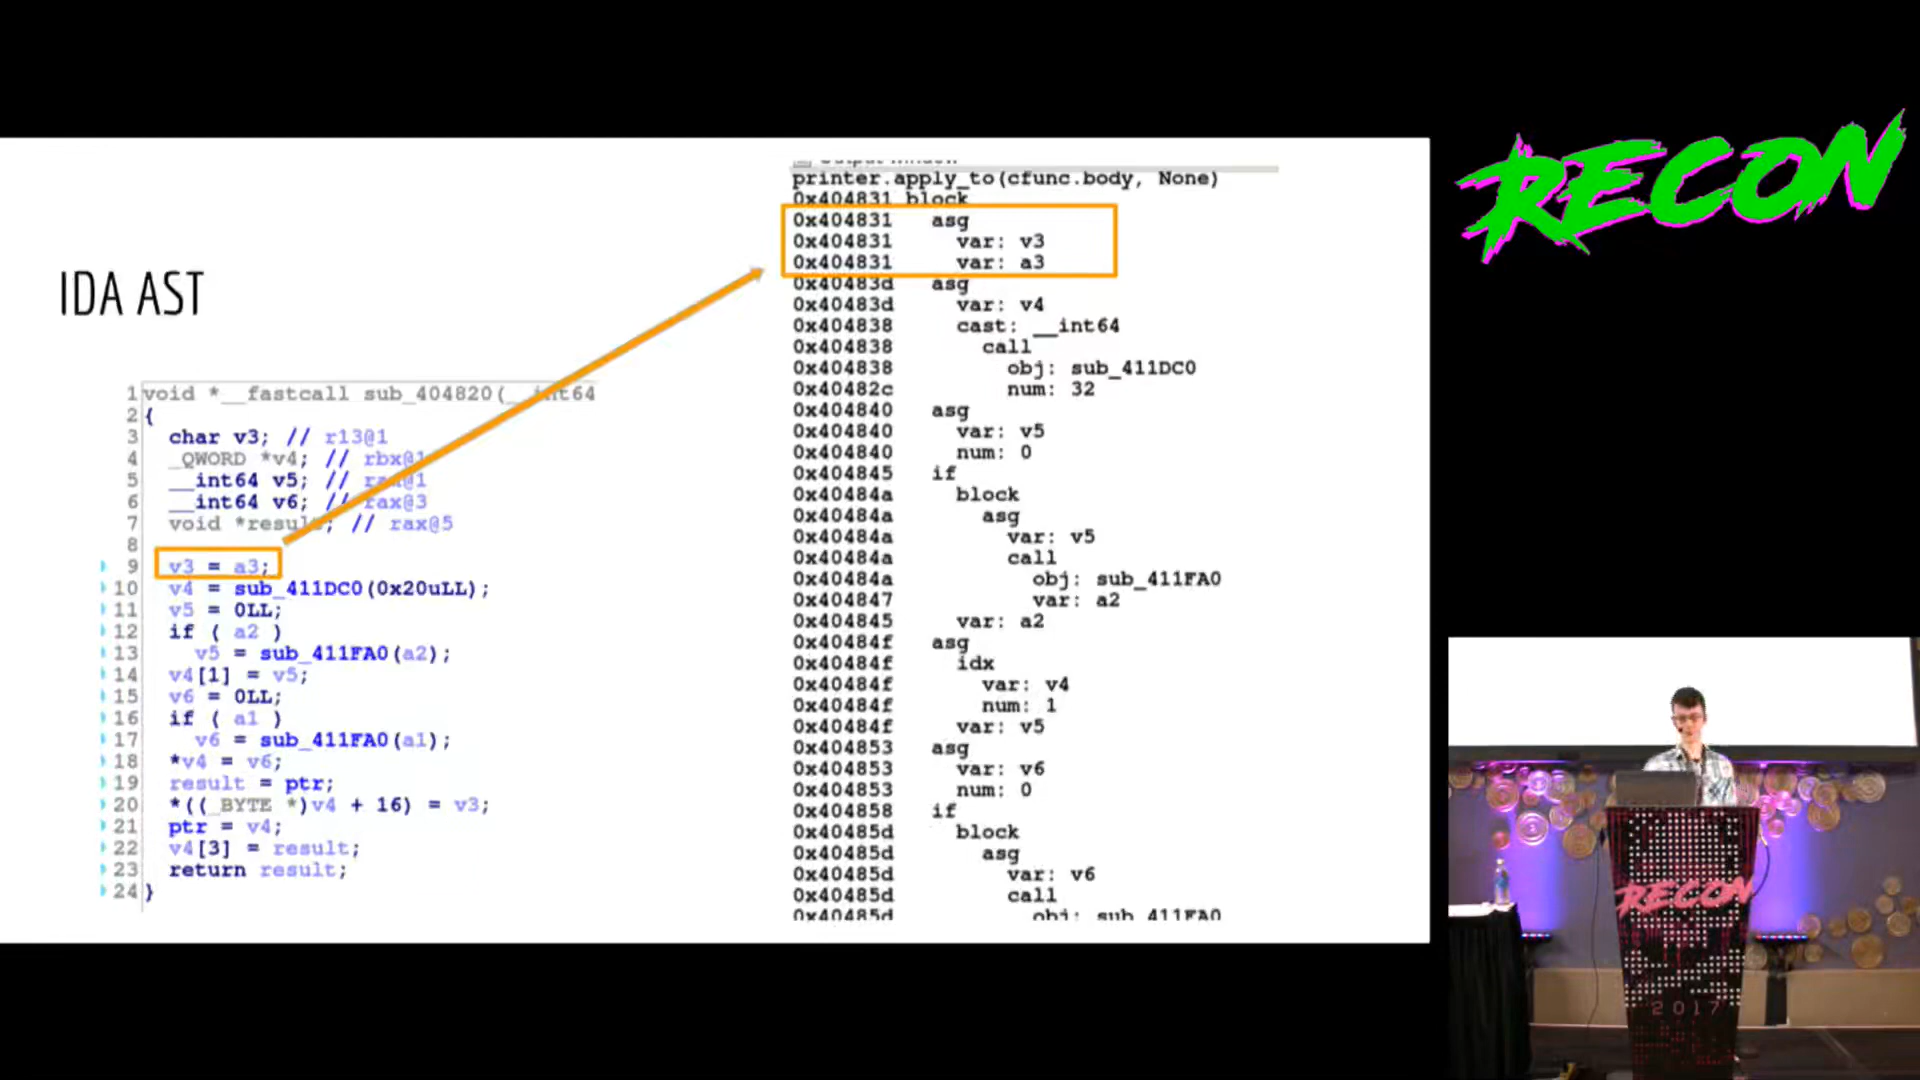 RECON
IDA AST
1 void *__fastcall sub_404820(__int64
2 {
3 char v3; // r13@1
4 _QWORD *v4; // rbx@1
5 __int64 v5; // rax@1
6 __int64 v6; // rax@3
7 void *result; // rax@5
8
9 v3 = a3;
10 v4 = sub_411DC0(0x20uLL);
11 v5 = 0LL;
12 if ( a2 )
13 v5 = sub_411FA0(a2);
14 v4[1] = v5;
15 v6 = 0LL;
16 if ( a1 )
17 v6 = sub_411FA0(a1);
18 *v4 = v6;
19 result = ptr;
20 *((_BYTE *)v4 + 16) = v3;
21 ptr = v4;
22 v4[3] = result;
23 return result;
24 }
Output window
printer.apply_to(cfunc.body, None)
0x404831 block
0x404831 asg
0x404831 var: v3
0x404831 var: a3
0x40483d asg
0x40483d var: v4
0x404838 cast: __int64
0x404838 call
0x404838 obj: sub_411DC0
0x40482c num: 32
0x404840 asg
0x404840 var: v5
0x404840 num: 0
0x404845 if
0x40484a block
0x40484a asg
0x40484a var: v5
0x40484a call
0x40484a obj: sub_411FA0
0x404847 var: a2
0x404845 var: a2
0x40484f asg
0x40484f idx
0x40484f var: v4
0x40484f num: 1
0x40484f var: v5
0x404853 asg
0x404853 var: v6
0x404853 num: 0
0x404858 if
0x40485d block
0x40485d asg
0x40485d var: v6
0x40485d call
0x40485d obj: sub_411FA0
RECON
2017